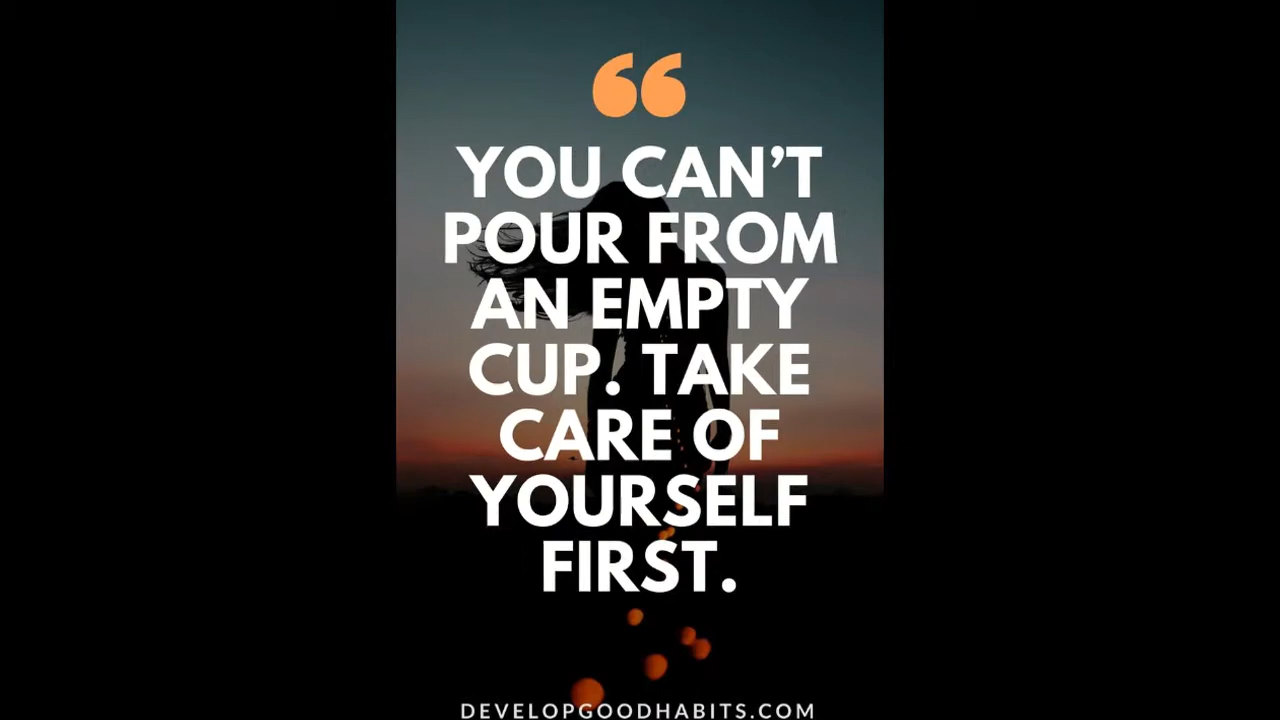 “
YOU CAN’T
POUR FROM
AN EMPTY
CUP. TAKE
CARE OF
YOURSELF
FIRST.
DEVELOPGOODHABITS.COM